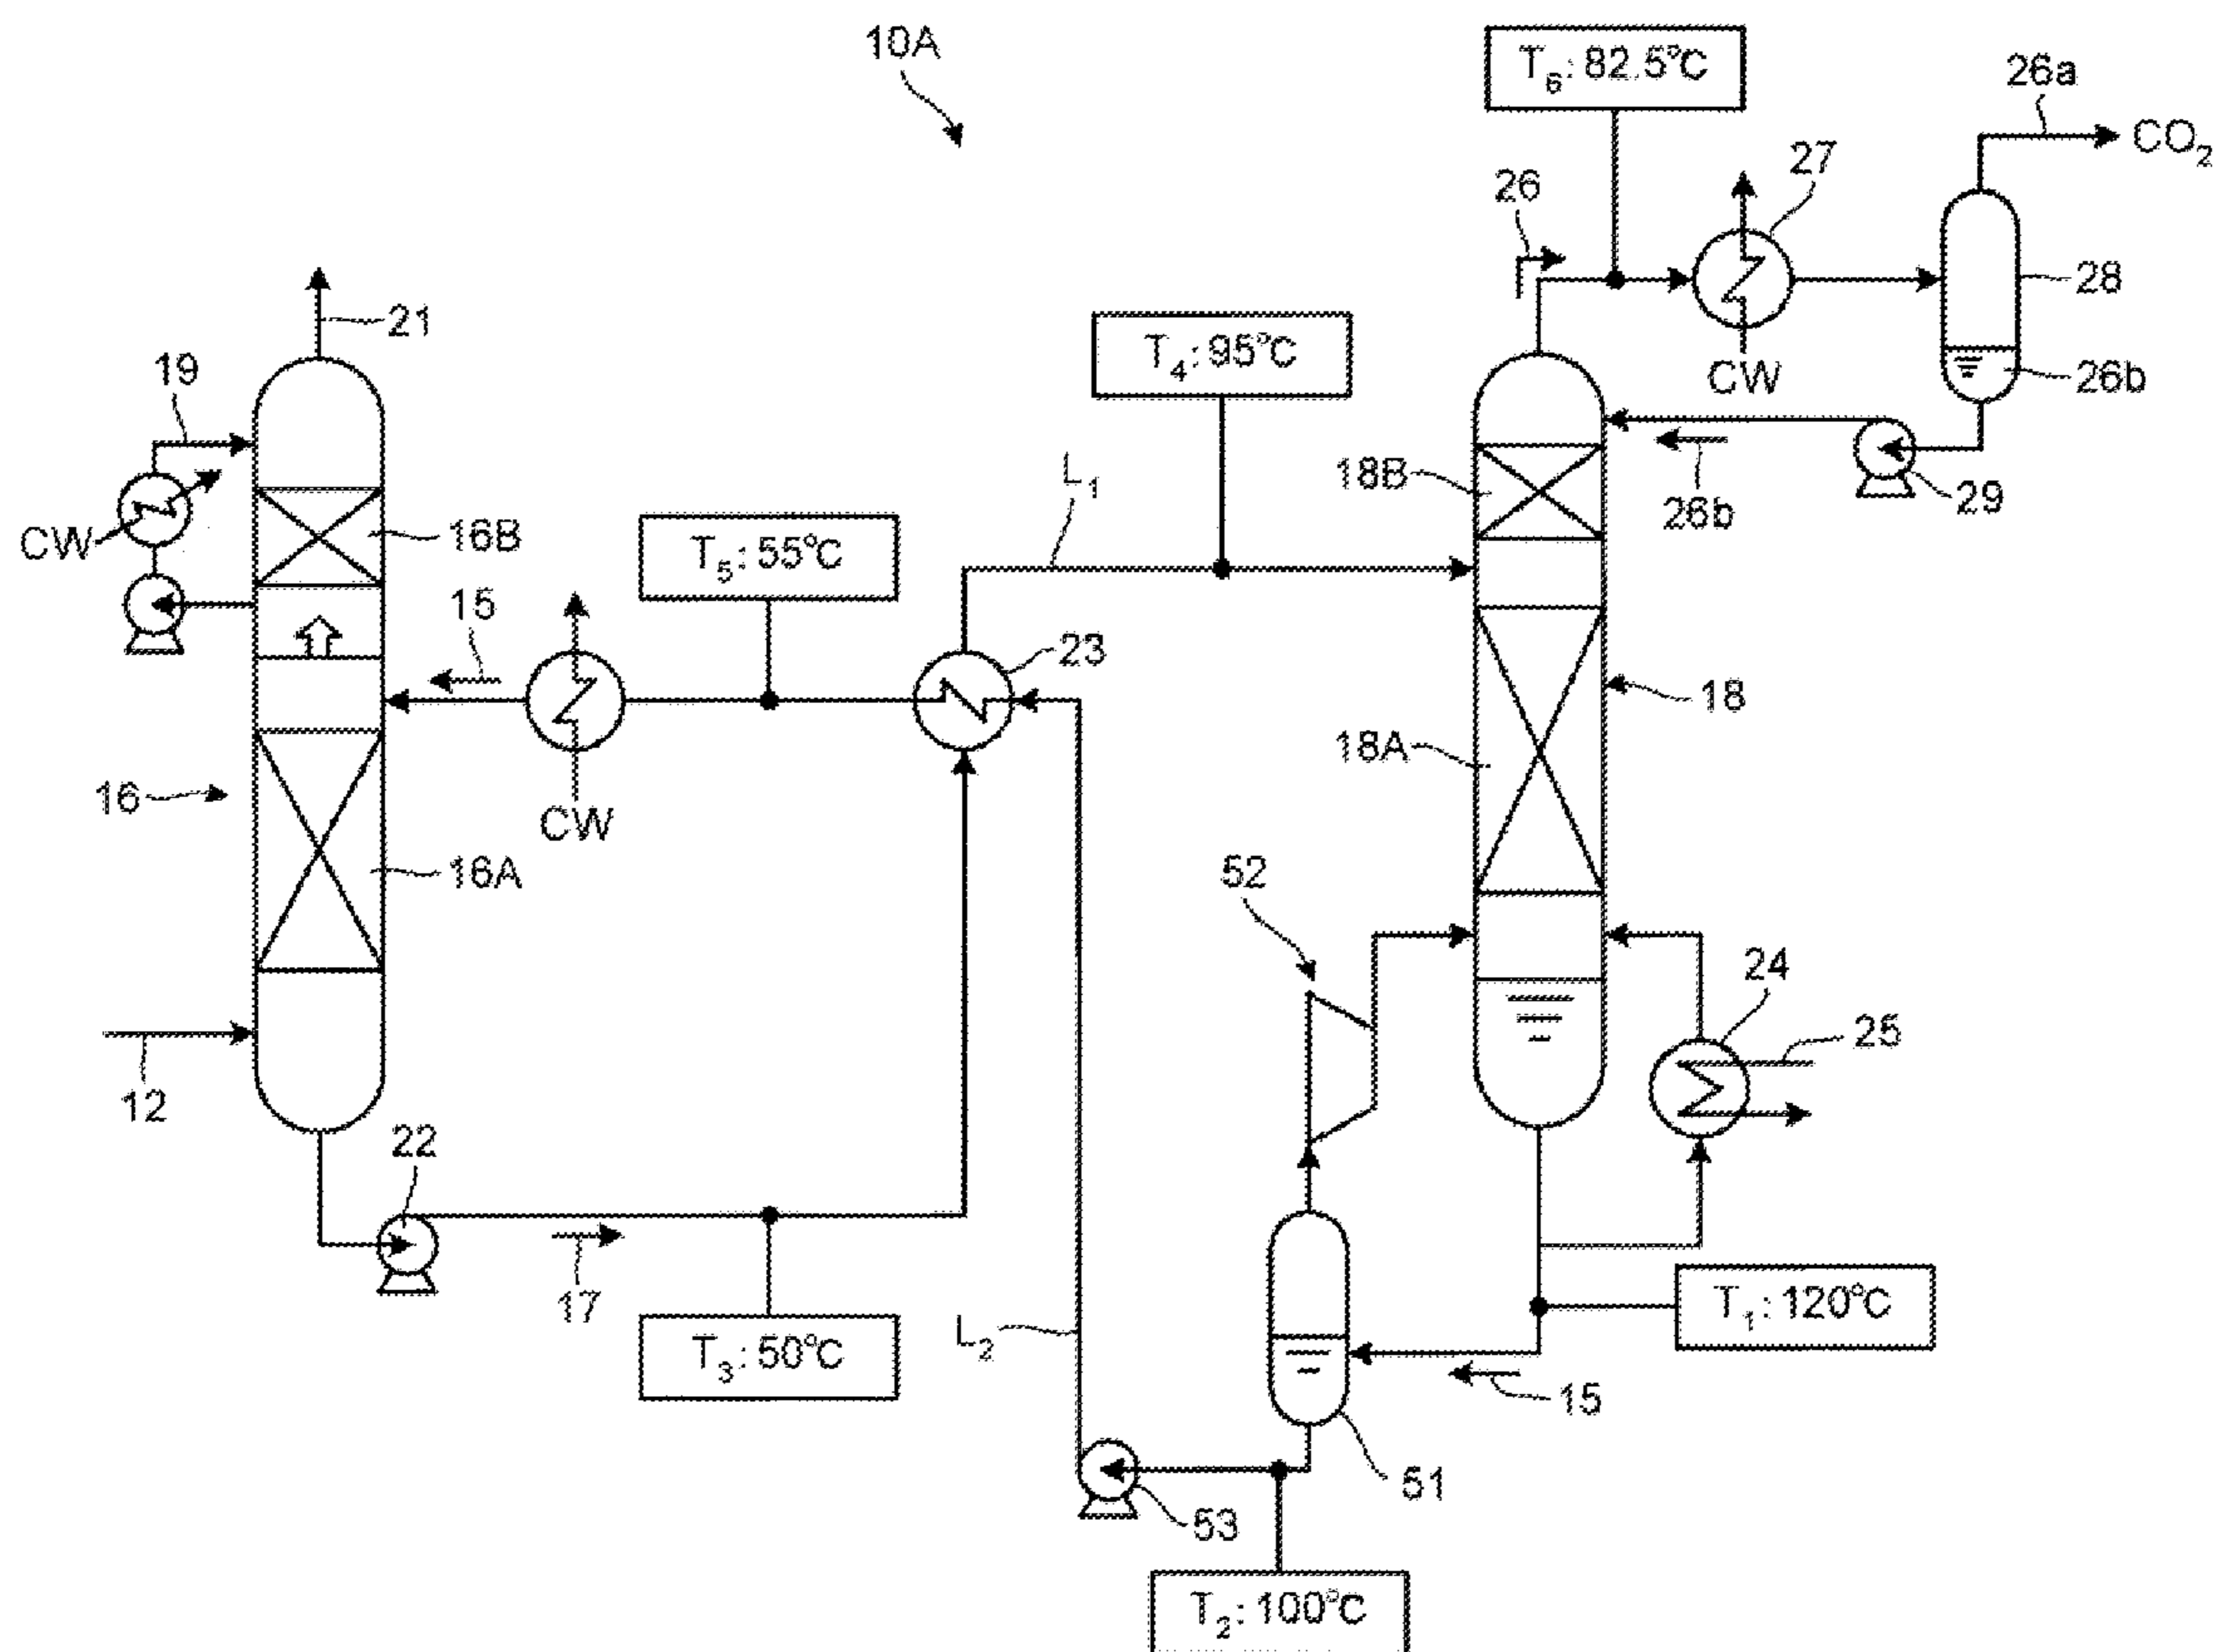 10A
T6: 82.5°C
26a
CO2
27
26
28
21
T4: 95°C
19
CW
26b
L1
18B
26b
29
CW
16B
T5: 55°C
15
23
18
18A
16
CW
16A
52
24
25
12
22
17
T1: 120°C
T3: 50°C
L2
15
51
53
T2: 100°C